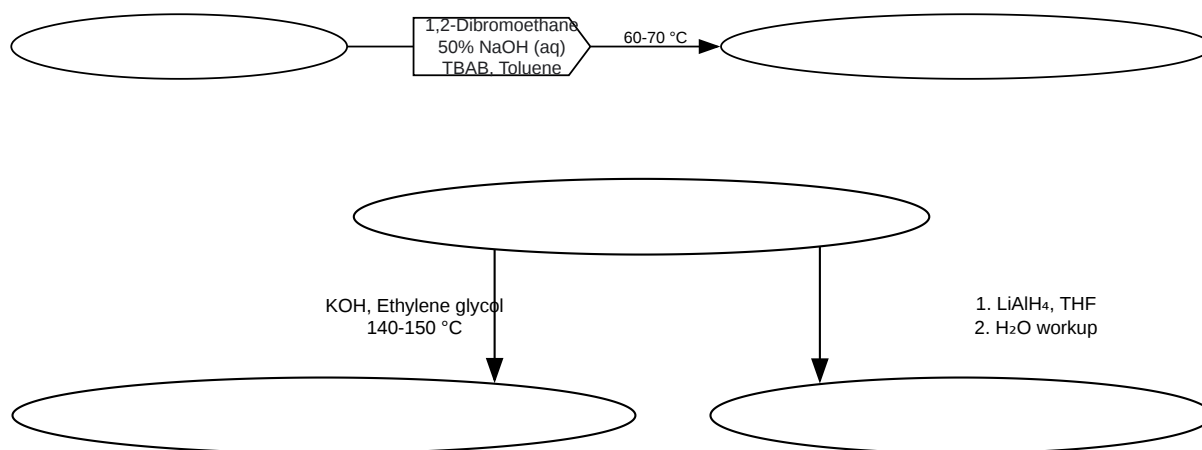 1,2-Dibromoethane
50% NaOH (aq)
TBAB, Toluene
60-70 °C
KOH, Ethylene glycol
140-150 °C
1. LiAlH₄, THF
2. H₂O workup